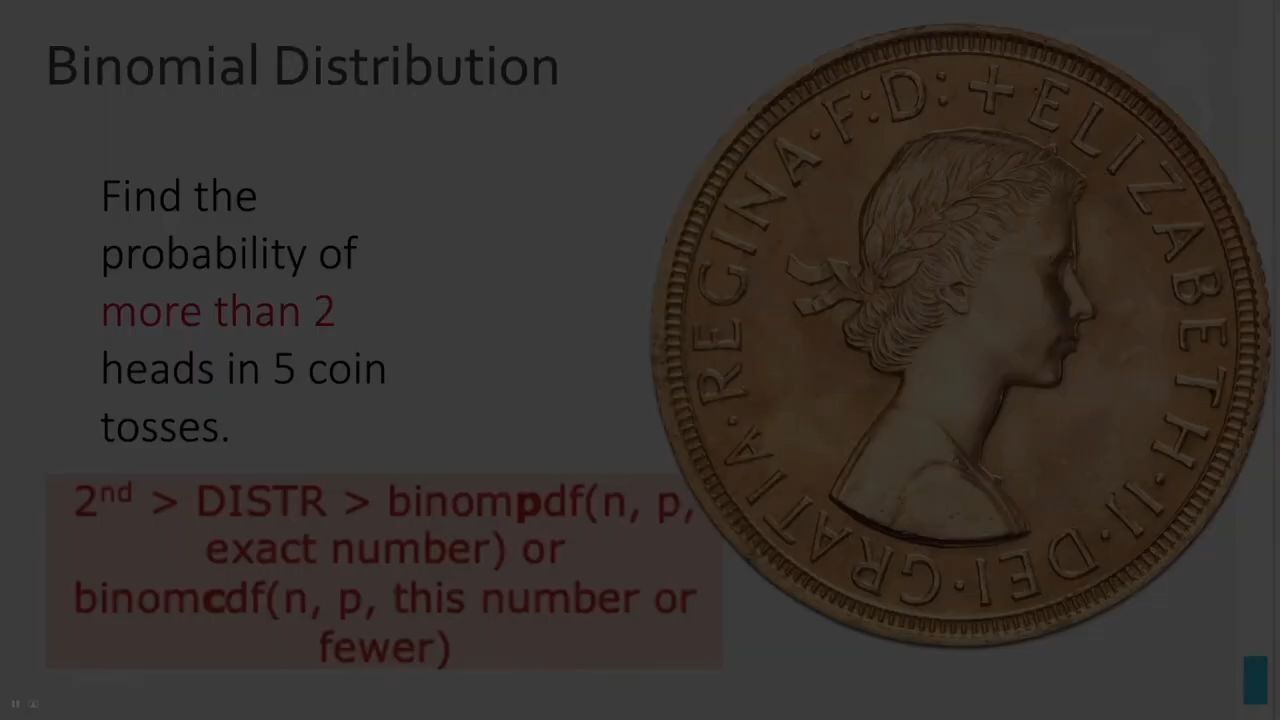 Binomial Distribution
Find the
probability of
more than 2
heads in 5 coin
tosses.
2nd > DISTR > binompdf(n, p,
exact number) or
binomcdf(n, p, this number or
fewer)
ELIZABETH·II·DEI·GRATIA·REGINA·F:D:+